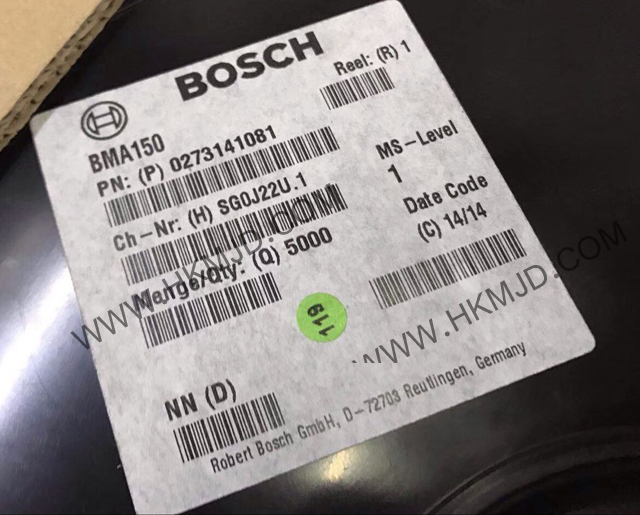 BOSCH
Reel: (R) 1
BMA150
PN: (P) 0273141081
MS-Level
1
Ch-Nr: (H) SG0J22U.1
Date Code
(C) 14/14
Menge/Qty: (Q) 5000
119
NN (D)
Robert Bosch GmbH, D-72703 Reutlingen, Germany
WWW.HKMJD.COM
WWW.HKMJD.COM